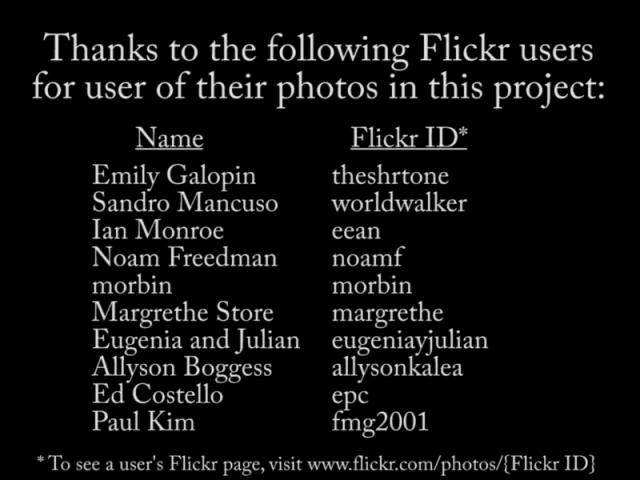 Thanks to the following Flickr users
for user of their photos in this project:
Name Flickr ID*
Emily Galopin theshrtone
Sandro Mancuso worldwalker
Ian Monroe eean
Noam Freedman noamf
morbin morbin
Margrethe Store margrethe
Eugenia and Julian eugeniayjulian
Allyson Boggess allysonkalea
Ed Costello epc
Paul Kim fmg2001
* To see a user's Flickr page, visit www.flickr.com/photos/{Flickr ID}